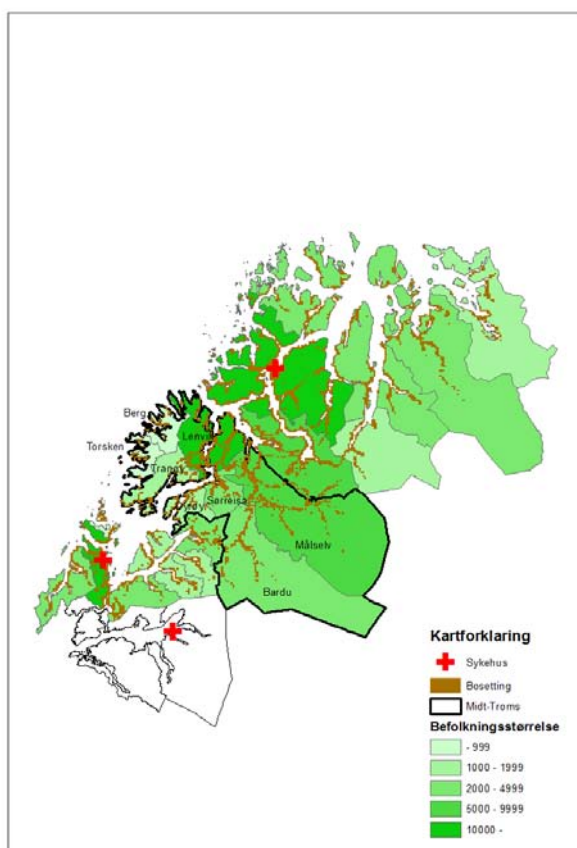 Berg
Lenvik
Torsken
Tranøy
Sørreisa
Dyrøy
Målselv
Bardu
Kartforklaring
Sykehus
Bosetting
Midt-Troms
Befolkningsstørrelse
- 999
1000 - 1999
2000 - 4999
5000 - 9999
10000 -